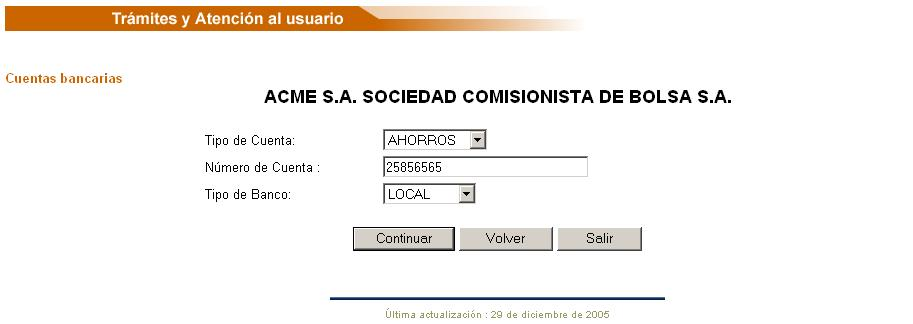 Trámites y Atención al usuario
Cuentas bancarias
ACME S.A. SOCIEDAD COMISIONISTA DE BOLSA S.A.
Tipo de Cuenta: AHORROS
Número de Cuenta : 25856565
Tipo de Banco: LOCAL
Continuar Volver Salir
Última actualización : 29 de diciembre de 2005